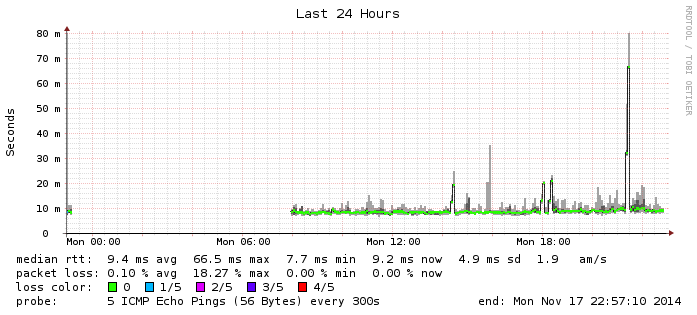 Last 24 Hours
RRDTOOL / TOBI OETIKER
Seconds
80 m
70 m
60 m
50 m
40 m
30 m
20 m
10 m
0
Mon 00:00 Mon 06:00 Mon 12:00 Mon 18:00
median rtt: 9.4 ms avg 66.5 ms max 7.7 ms min 9.2 ms now 4.9 ms sd 1.9 am/s
packet loss: 0.10 % avg 18.27 % max 0.00 % min 0.00 % now
loss color: 0 1/5 2/5 3/5 4/5
probe: 5 ICMP Echo Pings (56 Bytes) every 300s end: Mon Nov 17 22:57:10 2014